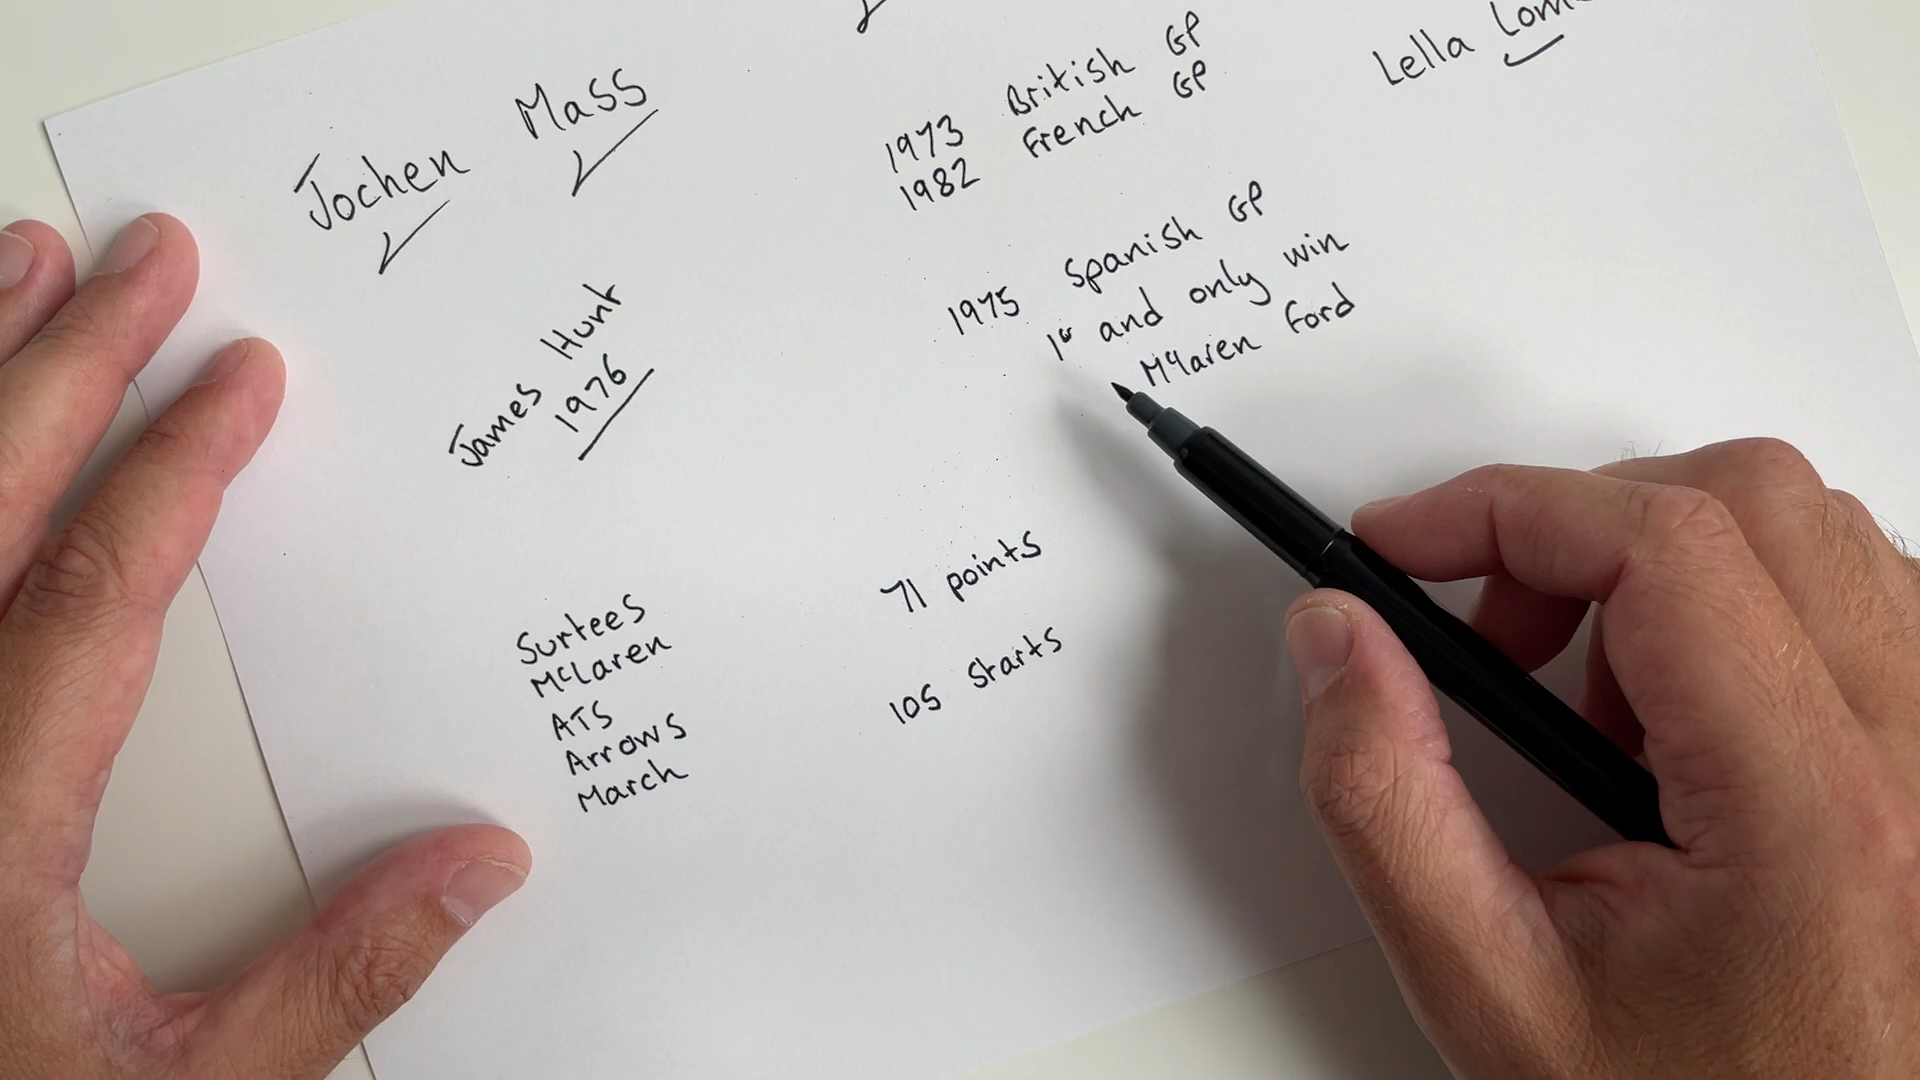 Jochen Mass
James Hunt
1976
Surtees
McLaren
ATS
Arrows
March
1973 British GP
1982 French GP
1975 Spanish GP
1st and only win
McLaren Ford
71 points
105 starts
Lella